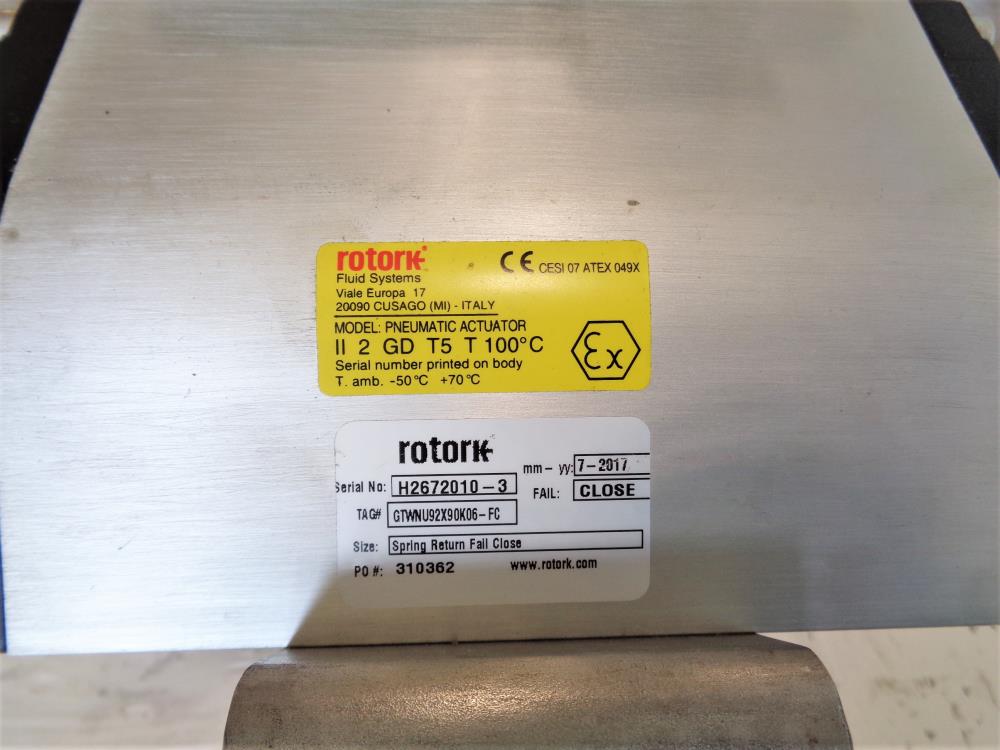 rotork
CE CESI 07 ATEX 049X
Fluid Systems
Viale Europa 17
20090 CUSAGO (MI) - ITALY
MODEL: PNEUMATIC ACTUATOR
II 2 GD T5 T 100°C
Ex
Serial number printed on body
T. amb. -50°C +70°C
rotork
mm - yy: 7-2017
Serial No: H2672010-3
FAIL: CLOSE
TAG# GTWNU92X90K06-FC
Size: Spring Return Fail Close
PO #: 310362 www.rotork.com